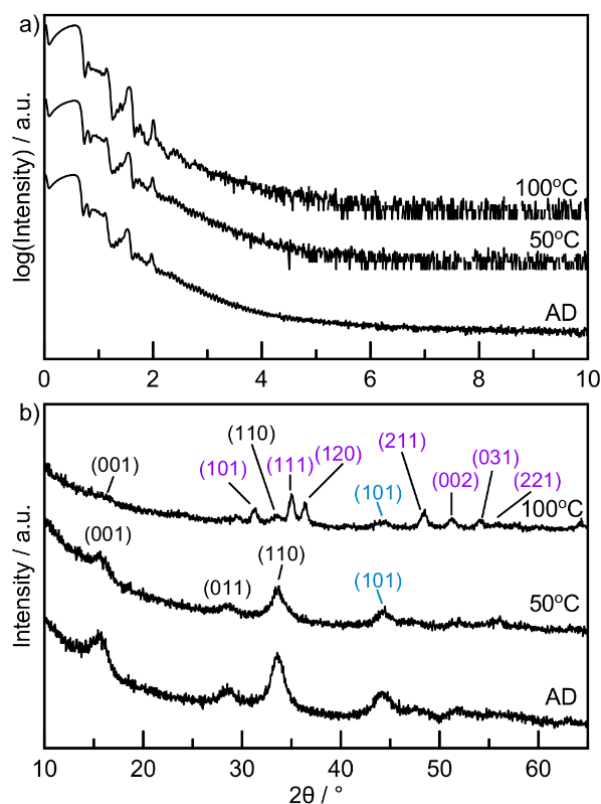 a)
log(Intensity) / a.u.
100°C
50°C
AD
0 2 4 6 8 10
b)
Intensity / a.u.
(001) (101) (110) (111) (120) (101) (211) (002) (031) (221)
100°C
(001) (011) (110) (101)
50°C
AD
10 20 30 40 50 60
2θ / °